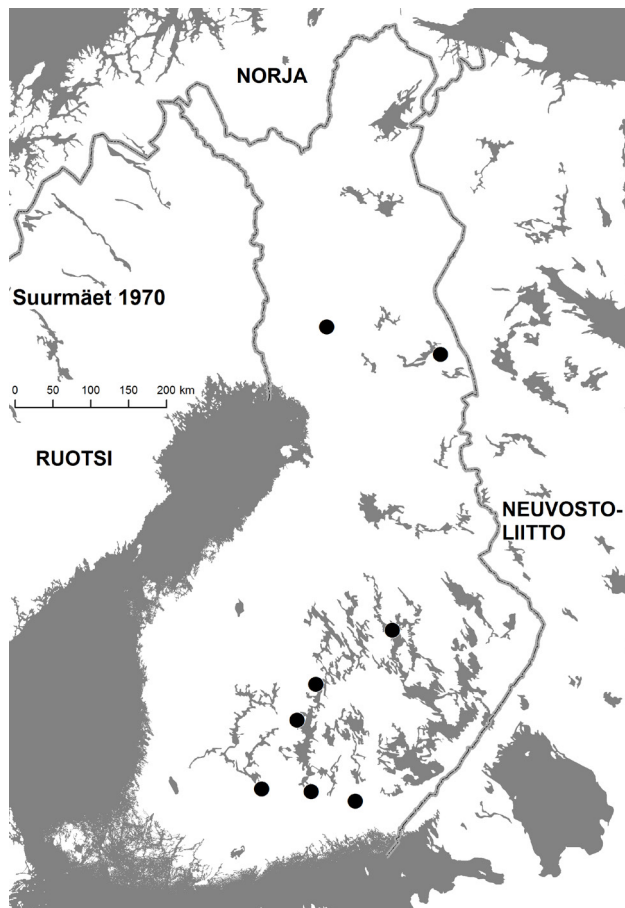 NORJA
Suurmäet 1970
0 50 100 150 200 km
RUOTSI
NEUVOSTO-
LIITTO